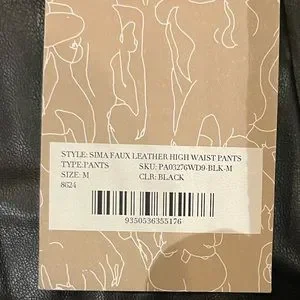 STYLE: SIMA FAUX LEATHER HIGH WAIST PANTS
TYPE:PANTS SKU: PA03276WD9-BLK-M
SIZE: M CLR: BLACK
8624
9350536355176